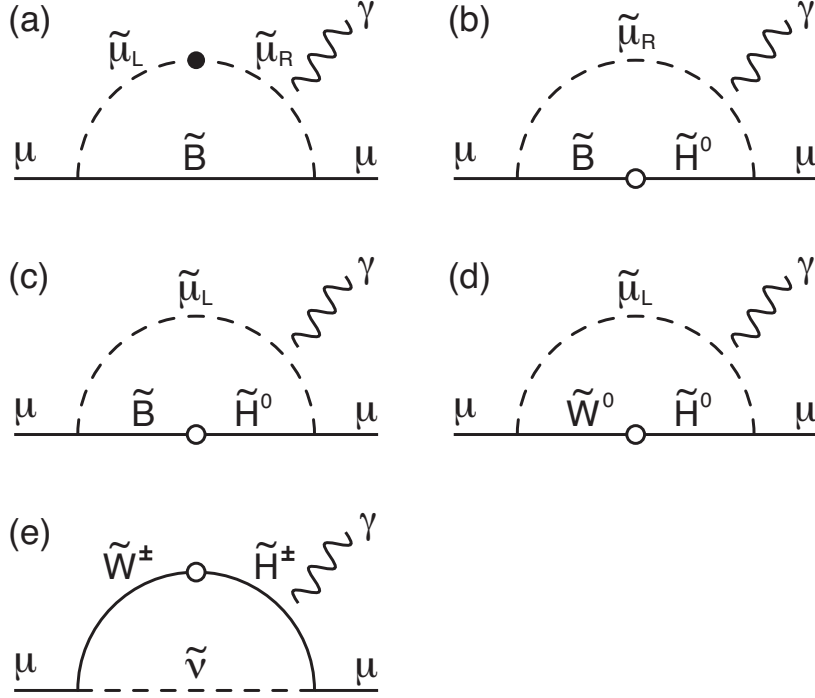 (a) μ̃L μ̃R γ
μ B̃ μ
(b) μ̃R γ
μ B̃ H̃⁰ μ
(c) μ̃L γ
μ B̃ H̃⁰ μ
(d) μ̃L γ
μ W̃⁰ H̃⁰ μ
(e) W̃± H̃± γ
μ ν̃ μ